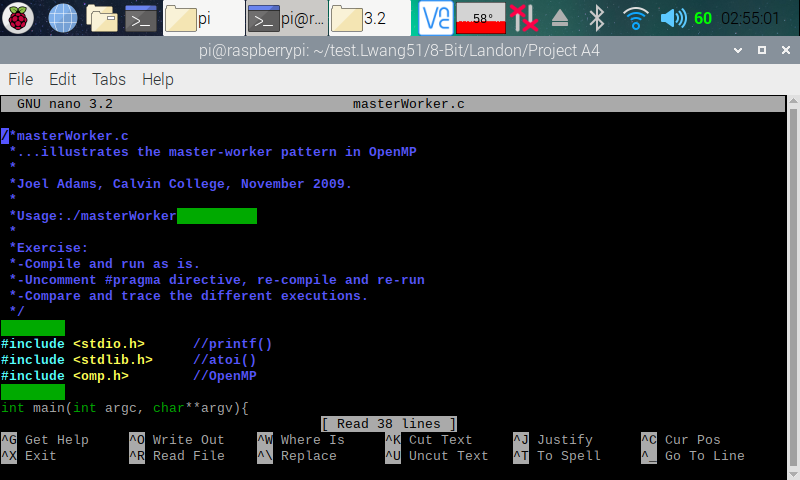 pi
pi@r...
3.2
58°
60
02:55:01
pi@raspberrypi: ~/test.Lwang51/8-Bit/Landon/Project A4
File Edit Tabs Help
GNU nano 3.2 masterWorker.c
/*masterWorker.c
*...illustrates the master-worker pattern in OpenMP
*
*Joel Adams, Calvin College, November 2009.
*
*Usage:./masterWorker
*
*Exercise:
*-Compile and run as is.
*-Uncomment #pragma directive, re-compile and re-run
*-Compare and trace the different executions.
*/
#include <stdio.h> //printf()
#include <stdlib.h> //atoi()
#include <omp.h> //OpenMP
int main(int argc, char**argv){
[ Read 38 lines ]
^G Get Help ^O Write Out ^W Where Is ^K Cut Text ^J Justify ^C Cur Pos
^X Exit ^R Read File ^\ Replace ^U Uncut Text ^T To Spell ^_ Go To Line